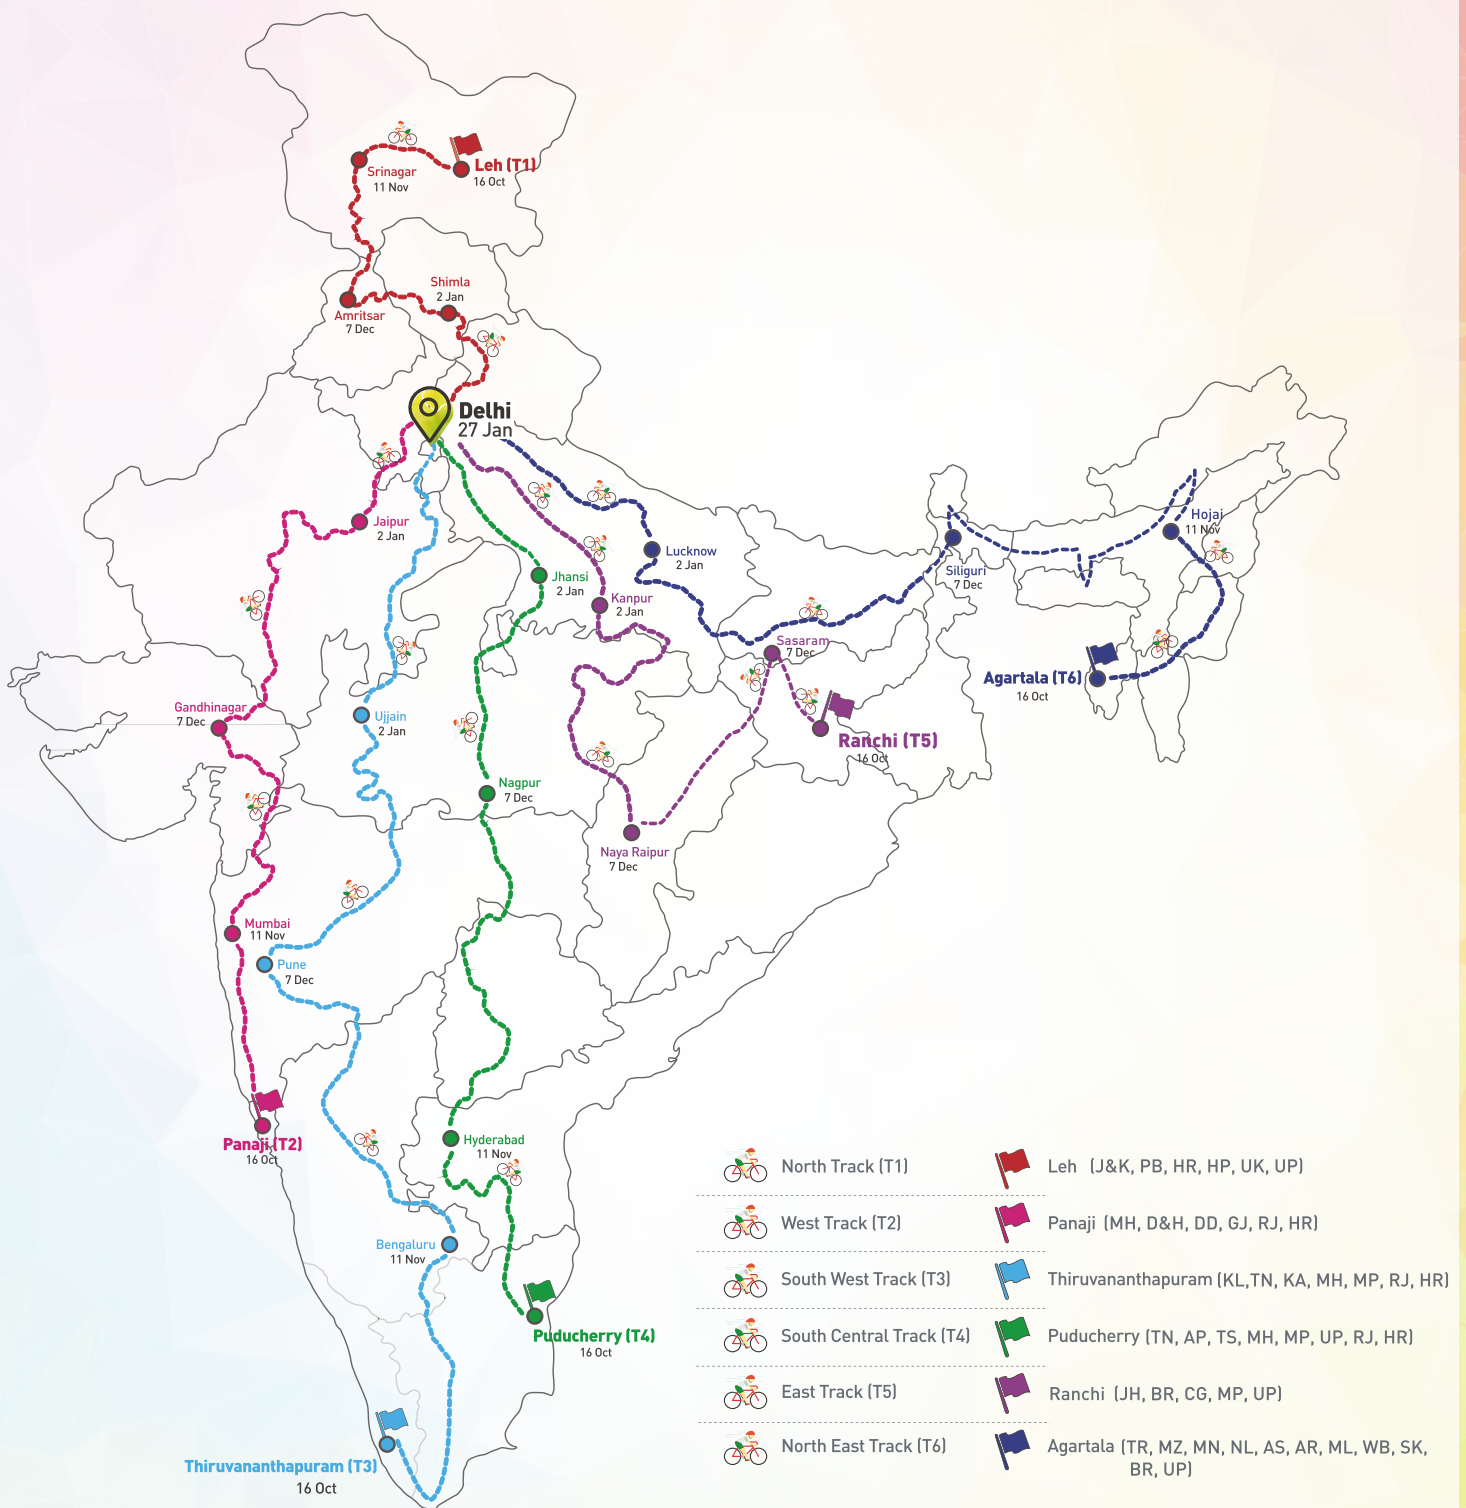 Leh (T1)
16 Oct
Srinagar
11 Nov
Shimla
2 Jan
Amritsar
7 Dec
Delhi
27 Jan
Jaipur
2 Jan
Hojai
11 Nov
Lucknow
2 Jan
Siliguri
7 Dec
Jhansi
2 Jan
Kanpur
2 Jan
Sasaram
7 Dec
Agartala (T6)
16 Oct
Gandhinagar
7 Dec
Ujjain
2 Jan
Ranchi (T5)
16 Oct
Nagpur
7 Dec
Naya Raipur
7 Dec
Mumbai
11 Nov
Pune
7 Dec
Panaji (T2)
16 Oct
Hyderabad
11 Nov
Bengaluru
11 Nov
Puducherry (T4)
16 Oct
Thiruvananthapuram (T3)
16 Oct
North Track (T1) Leh (J&K, PB, HR, HP, UK, UP)
West Track (T2) Panaji (MH, D&H, DD, GJ, RJ, HR)
South West Track (T3) Thiruvananthapuram (KL,TN, KA, MH, MP, RJ, HR)
South Central Track (T4) Puducherry (TN, AP, TS, MH, MP, UP, RJ, HR)
East Track (T5) Ranchi (JH, BR, CG, MP, UP)
North East Track (T6) Agartala (TR, MZ, MN, NL, AS, AR, ML, WB, SK,
BR, UP)